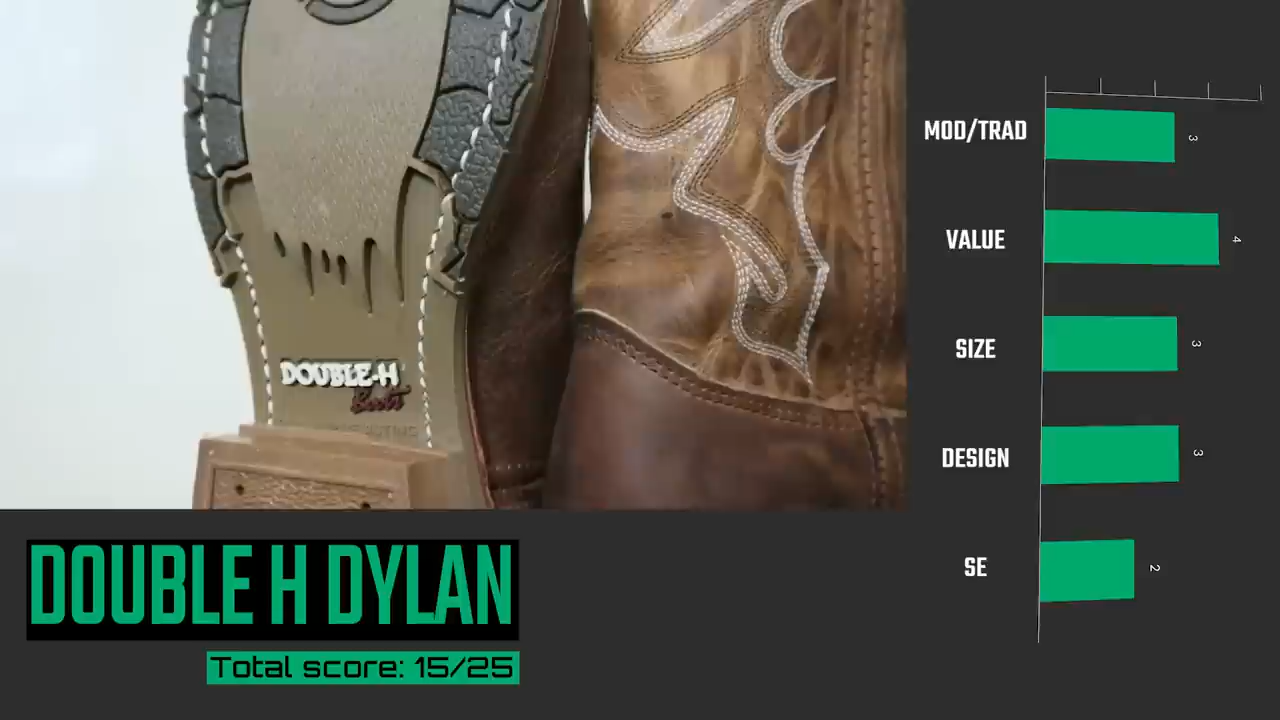 DOUBLE-H
Boots
MOD/TRAD
3
VALUE
4
SIZE
3
DESIGN
3
SE
2
DOUBLE H DYLAN
Total score: 15/25